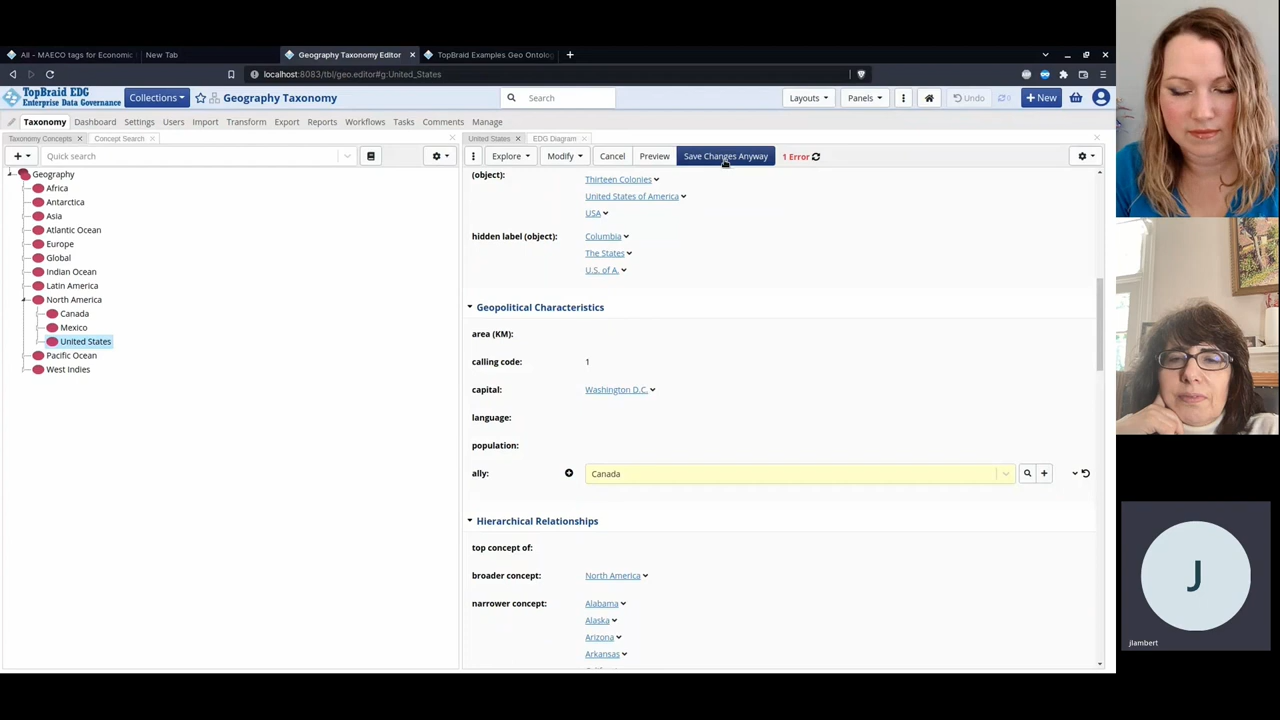 All - MAECO tags for Economic
New Tab
Geography Taxonomy Editor
TopBraid Examples Geo Ontolog
localhost:8083/tbl/geo.editor#g:United_States
TopBraid EDG
Enterprise Data Governance
Collections
Geography Taxonomy
Search
Layouts
Panels
Undo
+ New
Taxonomy
Dashboard
Settings
Users
Import
Transform
Export
Reports
Workflows
Tasks
Comments
Manage
Taxonomy Concepts
Concept Search
United States
EDG Diagram
Quick search
Explore
Modify
Cancel
Preview
Save Changes Anyway
1 Error
Geography
Africa
Antarctica
Asia
Atlantic Ocean
Europe
Global
Indian Ocean
Latin America
North America
Canada
Mexico
United States
Pacific Ocean
West Indies
(object):
Thirteen Colonies
United States of America
USA
hidden label (object):
Columbia
The States
U.S. of A.
Geopolitical Characteristics
area (KM):
calling code:
1
capital:
Washington D.C.
language:
population:
ally:
Canada
Hierarchical Relationships
top concept of:
broader concept:
North America
narrower concept:
Alabama
Alaska
Arizona
Arkansas
J
jlambert